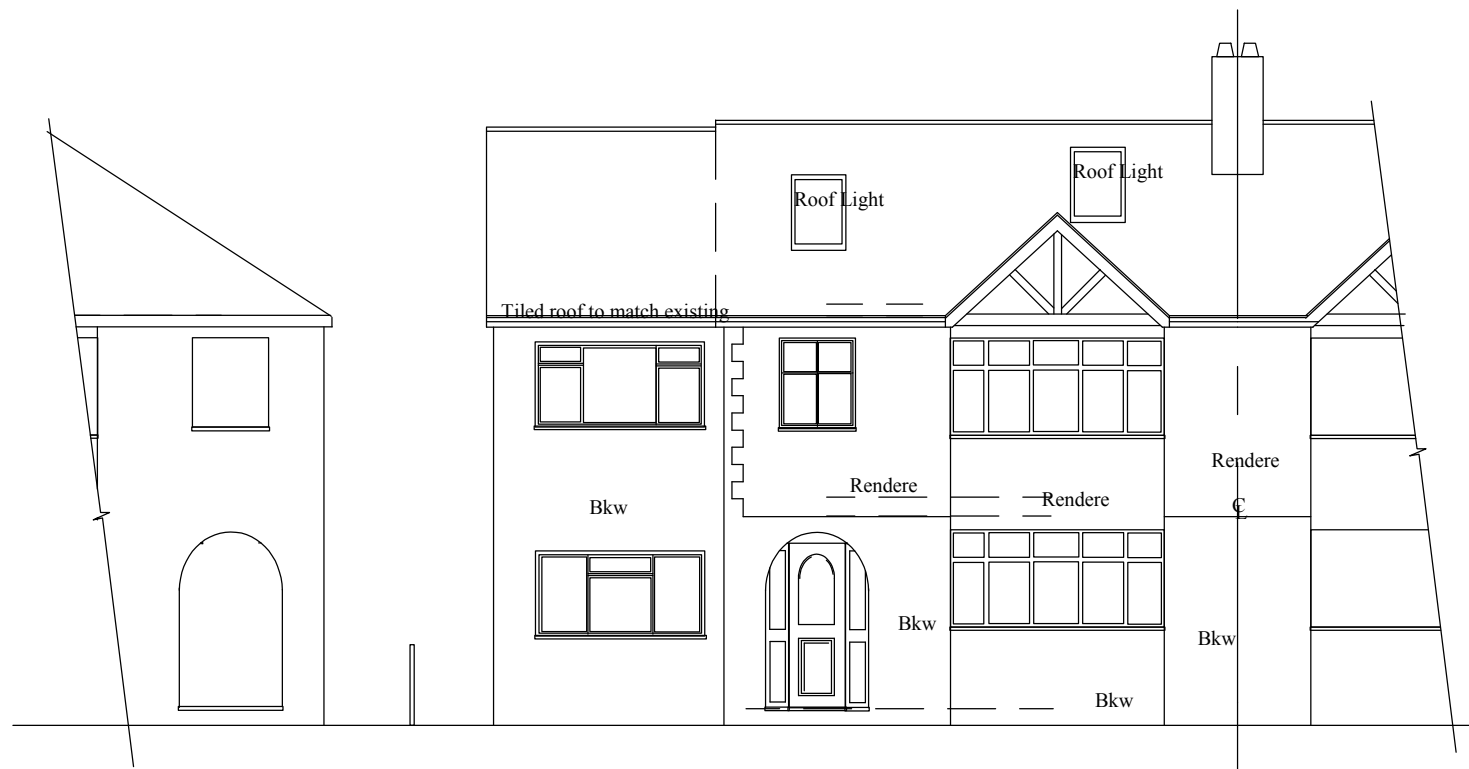 Roof Light
Roof Light
Tiled roof to match existing
Rendere
Rendere
Rendere
Bkw
℄
Bkw
Bkw
Bkw